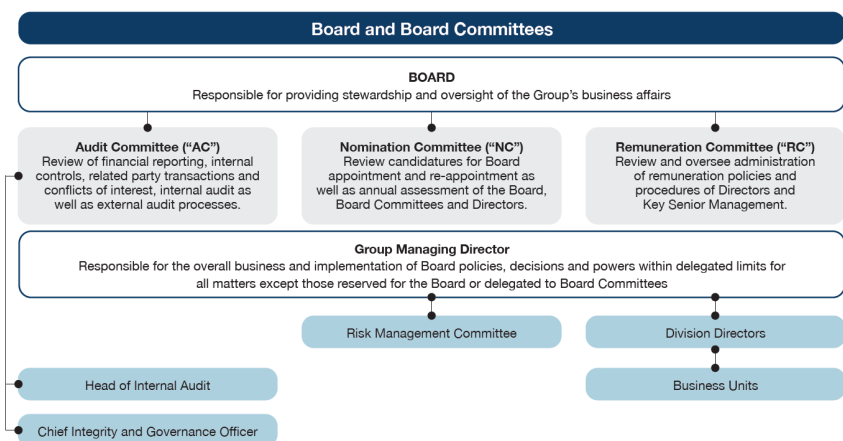 Board and Board Committees
BOARD
Responsible for providing stewardship and oversight of the Group’s business affairs
Audit Committee (“AC”)
Review of financial reporting, internal
controls, related party transactions and
conflicts of interest, internal audit as
well as external audit processes.
Nomination Committee (“NC”)
Review candidatures for Board
appointment and re-appointment as
well as annual assessment of the Board,
Board Committees and Directors.
Remuneration Committee (“RC”)
Review and oversee administration
of remuneration policies and
procedures of Directors and
Key Senior Management.
Group Managing Director
Responsible for the overall business and implementation of Board policies, decisions and powers within delegated limits for
all matters except those reserved for the Board or delegated to Board Committees
Risk Management Committee
Division Directors
Head of Internal Audit
Business Units
Chief Integrity and Governance Officer